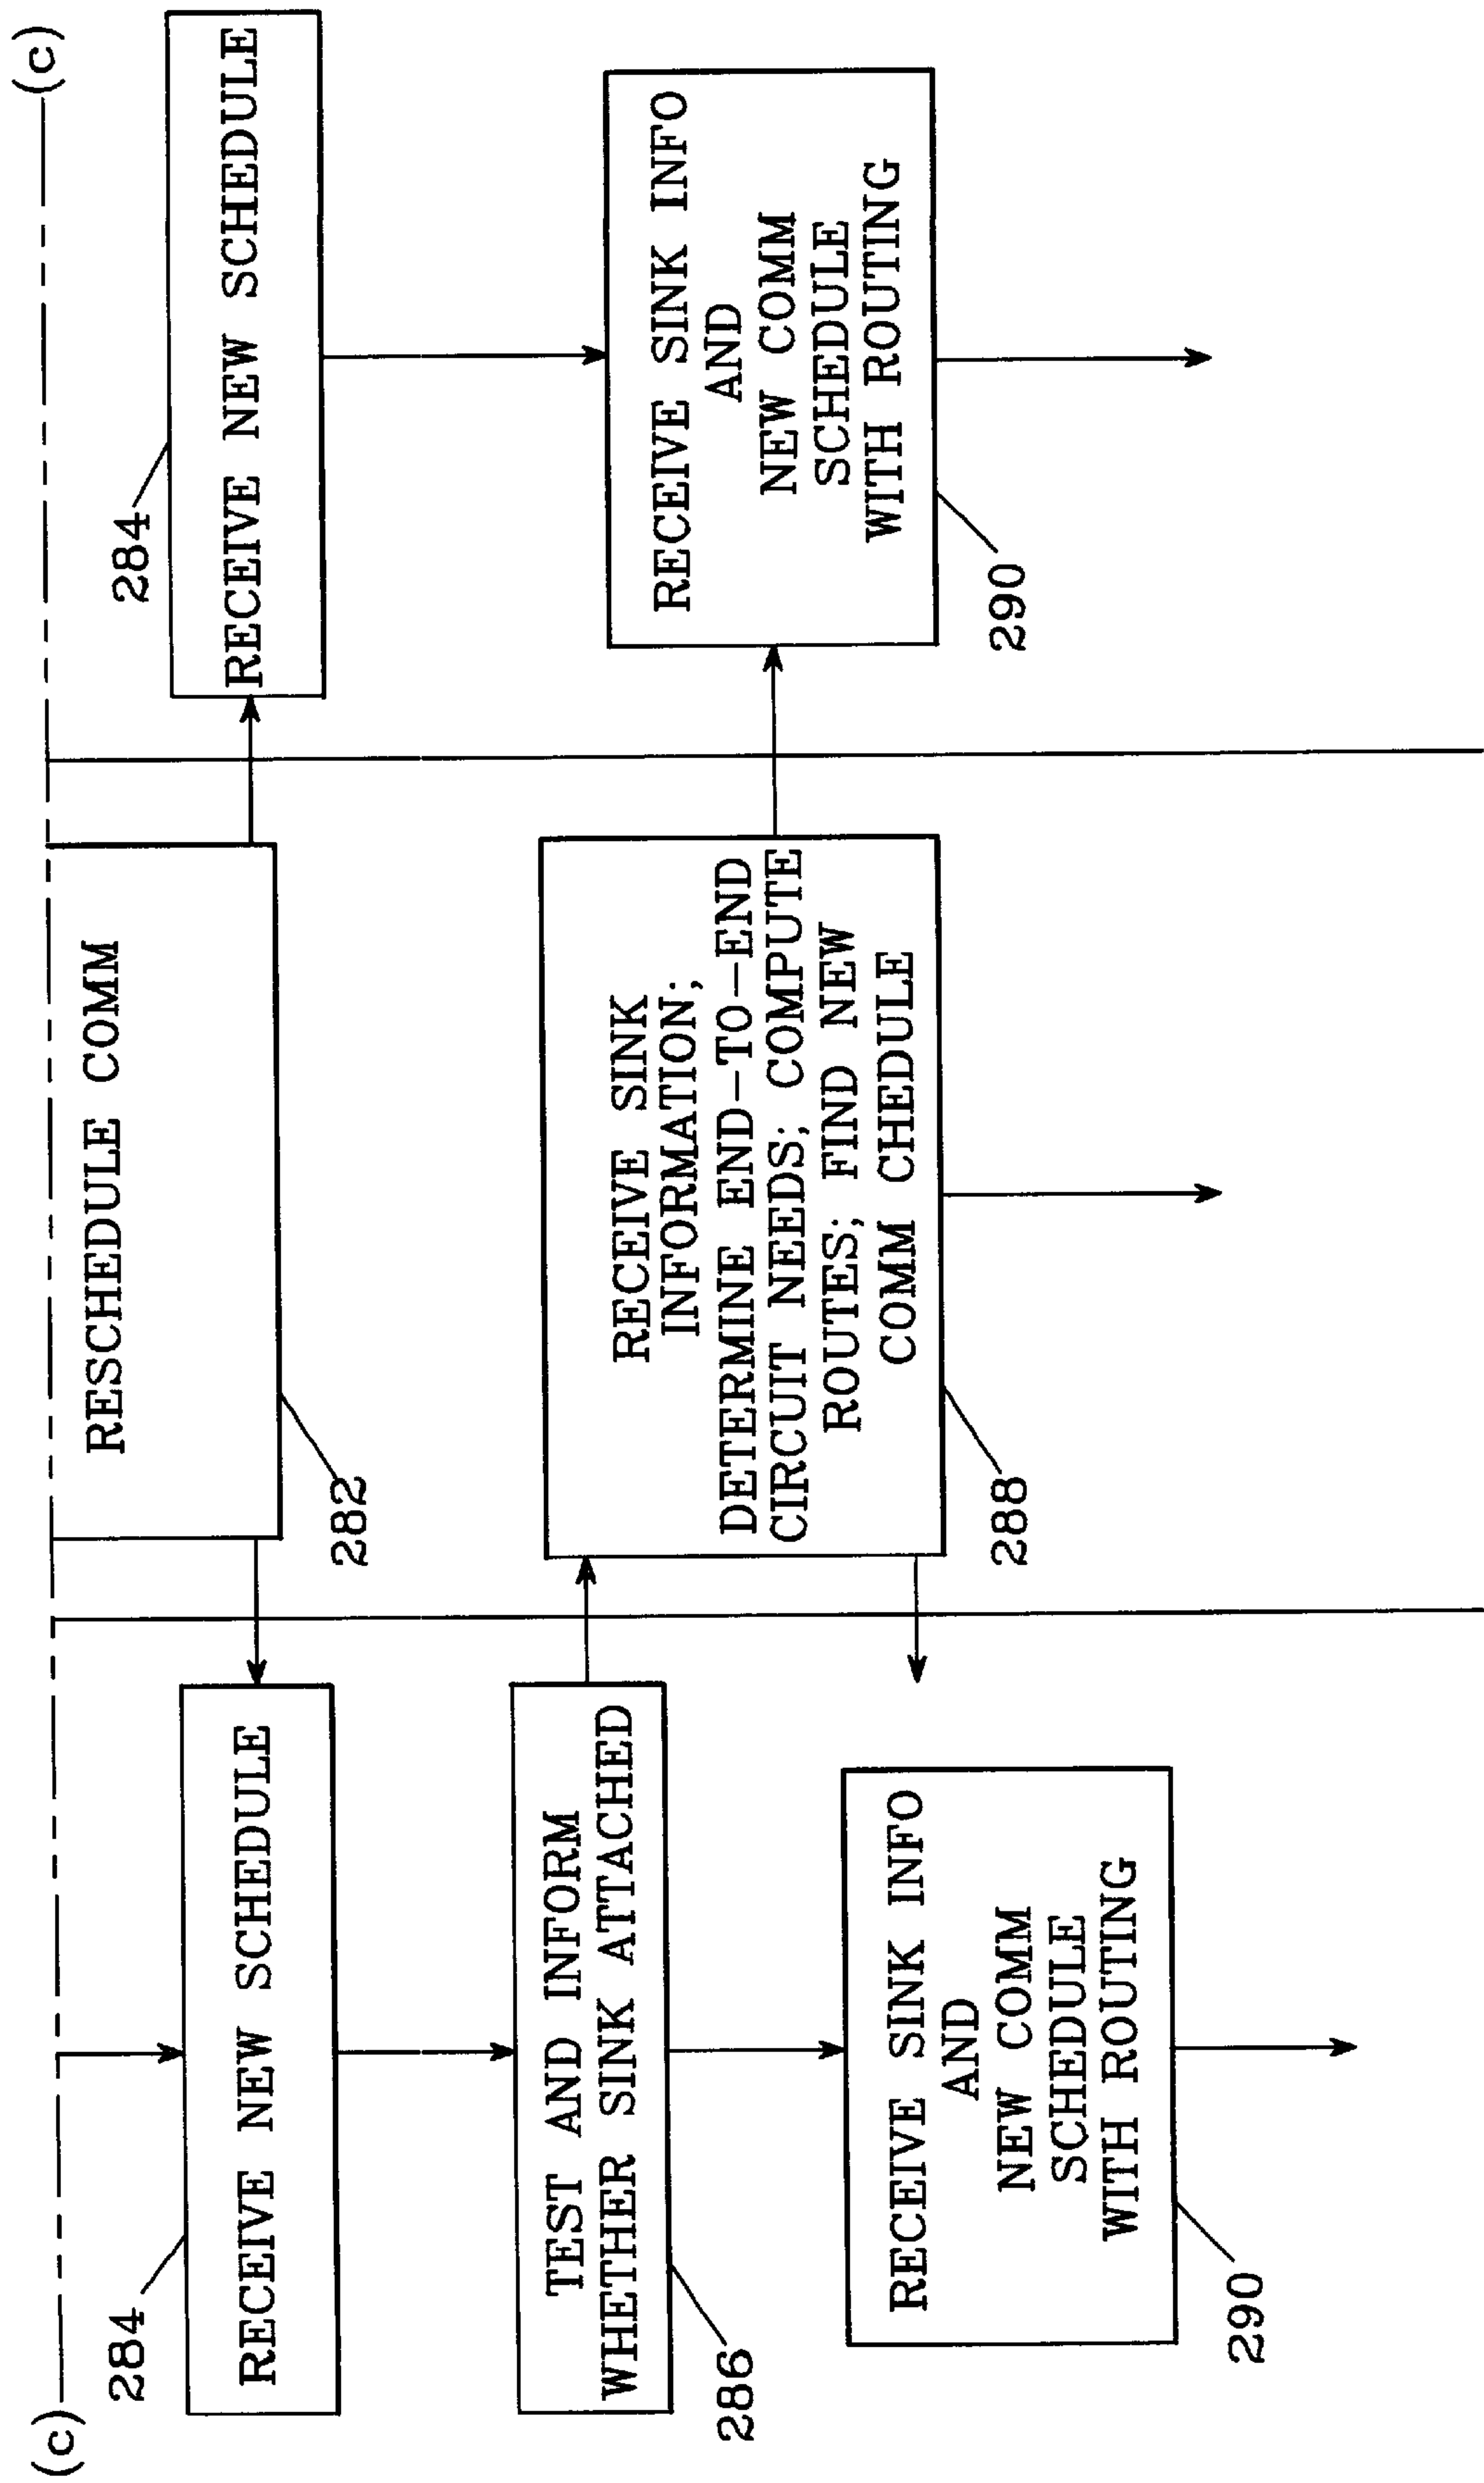 (c)
(c)
284
RECEIVE NEW SCHEDULE
RESCHEDULE COMM
282
284
RECEIVE NEW SCHEDULE
TEST AND INFORM
WHETHER SINK ATTACHED
286
RECEIVE SINK
INFORMATION;
DETERMINE END-TO-END
CIRCUIT NEEDS; COMPUTE
ROUTES; FIND NEW
COMM CHEDULE
288
RECEIVE SINK INFO
AND
NEW COMM
SCHEDULE
WITH ROUTING
290
RECEIVE SINK INFO
AND
NEW COMM
SCHEDULE
WITH ROUTING
290